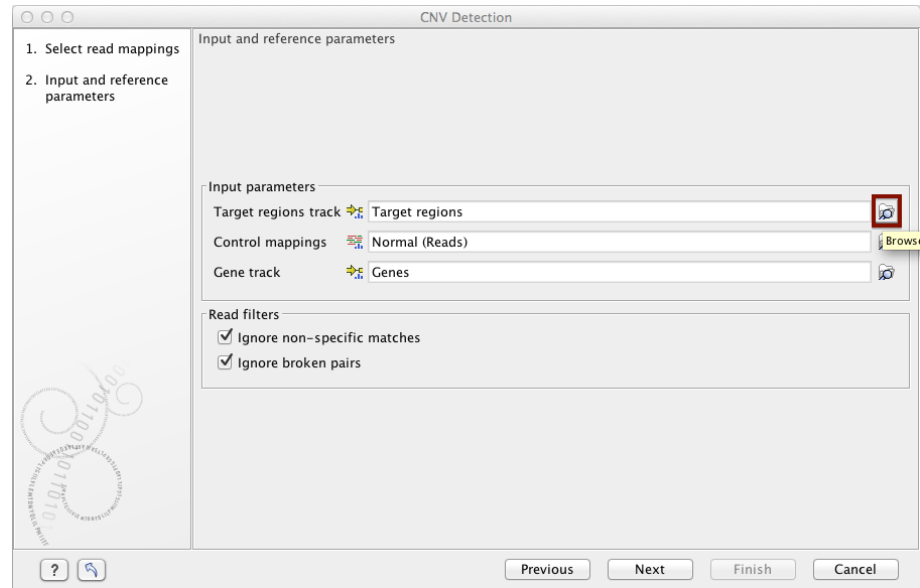 CNV Detection
1. Select read mappings
2. Input and reference
parameters
Input and reference parameters
Input parameters
Target regions track Target regions
Control mappings Normal (Reads)
Browse
Gene track Genes
Read filters
Ignore non-specific matches
Ignore broken pairs
? Previous Next Finish Cancel